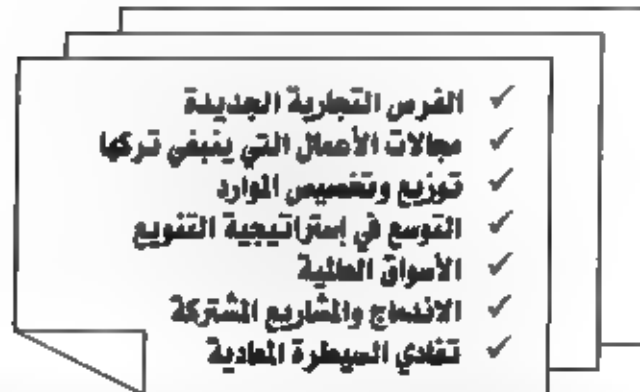 ✓ الفرص التجارية الجديدة
✓ مجالات الأعمال التي ينبغي تركها
✓ توزيع وتخصيص الموارد
✓ التوسع في إستراتيجية التنويع
✓ الأسواق العالمية
✓ الاندماج والمشاريع المشتركة
✓ تفادي السيطرة المعادية